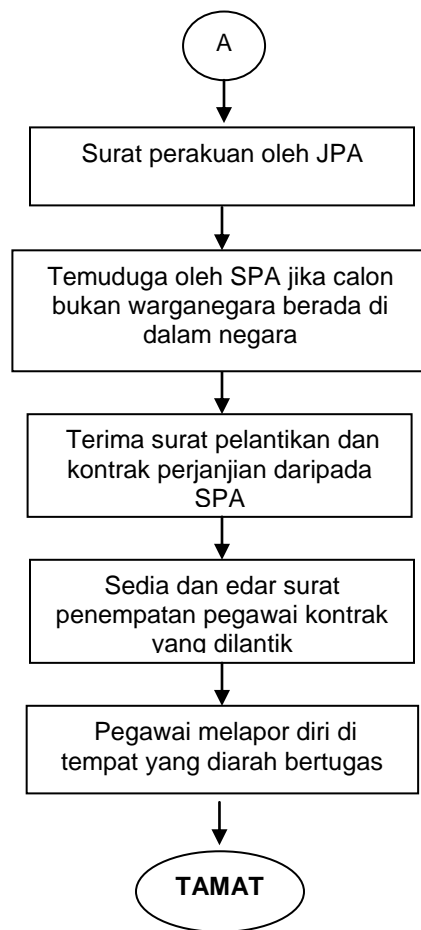 A
Surat perakuan oleh JPA
Temuduga oleh SPA jika calon
bukan warganegara berada di
dalam negara
Terima surat pelantikan dan
kontrak perjanjian daripada
SPA
Sedia dan edar surat
penempatan pegawai kontrak
yang dilantik
Pegawai melapor diri di
tempat yang diarah bertugas
TAMAT